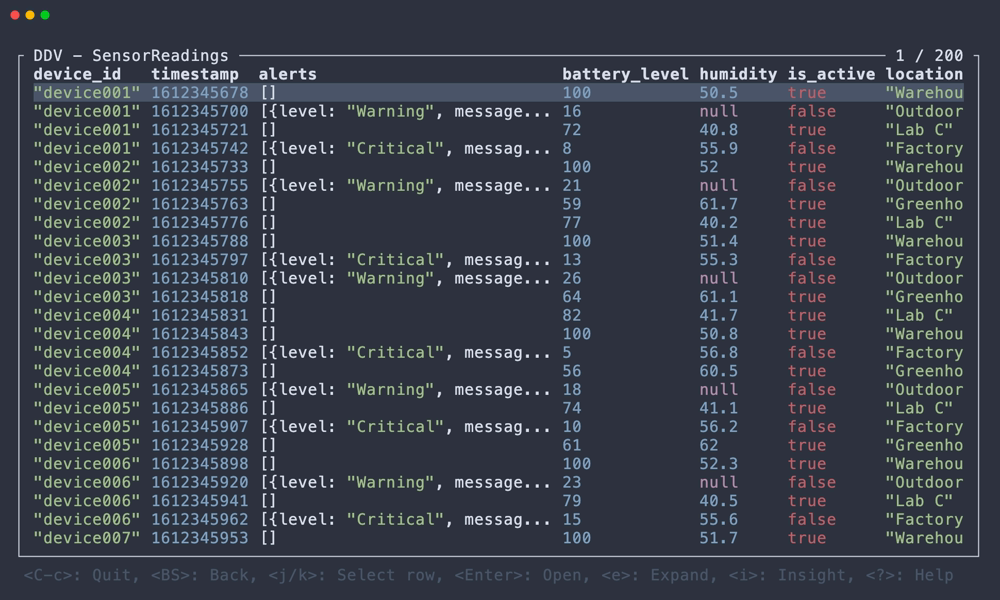 DDV – SensorReadings 1 / 200
device_id timestamp alerts battery_level humidity is_active location
"device001" 1612345678 [] 100 50.5 true "Warehou
"device001" 1612345700 [{level: "Warning", message... 16 null false "Outdoor
"device001" 1612345721 [] 72 40.8 true "Lab C"
"device001" 1612345742 [{level: "Critical", messag... 8 55.9 false "Factory
"device002" 1612345733 [] 100 52 true "Warehou
"device002" 1612345755 [{level: "Warning", message... 21 null false "Outdoor
"device002" 1612345763 [] 59 61.7 true "Greenho
"device002" 1612345776 [] 77 40.2 true "Lab C"
"device003" 1612345788 [] 100 51.4 true "Warehou
"device003" 1612345797 [{level: "Critical", messag... 13 55.3 false "Factory
"device003" 1612345810 [{level: "Warning", message... 26 null false "Outdoor
"device003" 1612345818 [] 64 61.1 true "Greenho
"device004" 1612345831 [] 82 41.7 true "Lab C"
"device004" 1612345843 [] 100 50.8 true "Warehou
"device004" 1612345852 [{level: "Critical", messag... 5 56.8 false "Factory
"device004" 1612345873 [] 56 60.5 true "Greenho
"device005" 1612345865 [{level: "Warning", message... 18 null false "Outdoor
"device005" 1612345886 [] 74 41.1 true "Lab C"
"device005" 1612345907 [{level: "Critical", messag... 10 56.2 false "Factory
"device005" 1612345928 [] 61 62 true "Greenho
"device006" 1612345898 [] 100 52.3 true "Warehou
"device006" 1612345920 [{level: "Warning", message... 23 null false "Outdoor
"device006" 1612345941 [] 79 40.5 true "Lab C"
"device006" 1612345962 [{level: "Critical", messag... 15 55.6 false "Factory
"device007" 1612345953 [] 100 51.7 true "Warehou
<C-c>: Quit, <BS>: Back, <j/k>: Select row, <Enter>: Open, <e>: Expand, <i>: Insight, <?>: Help